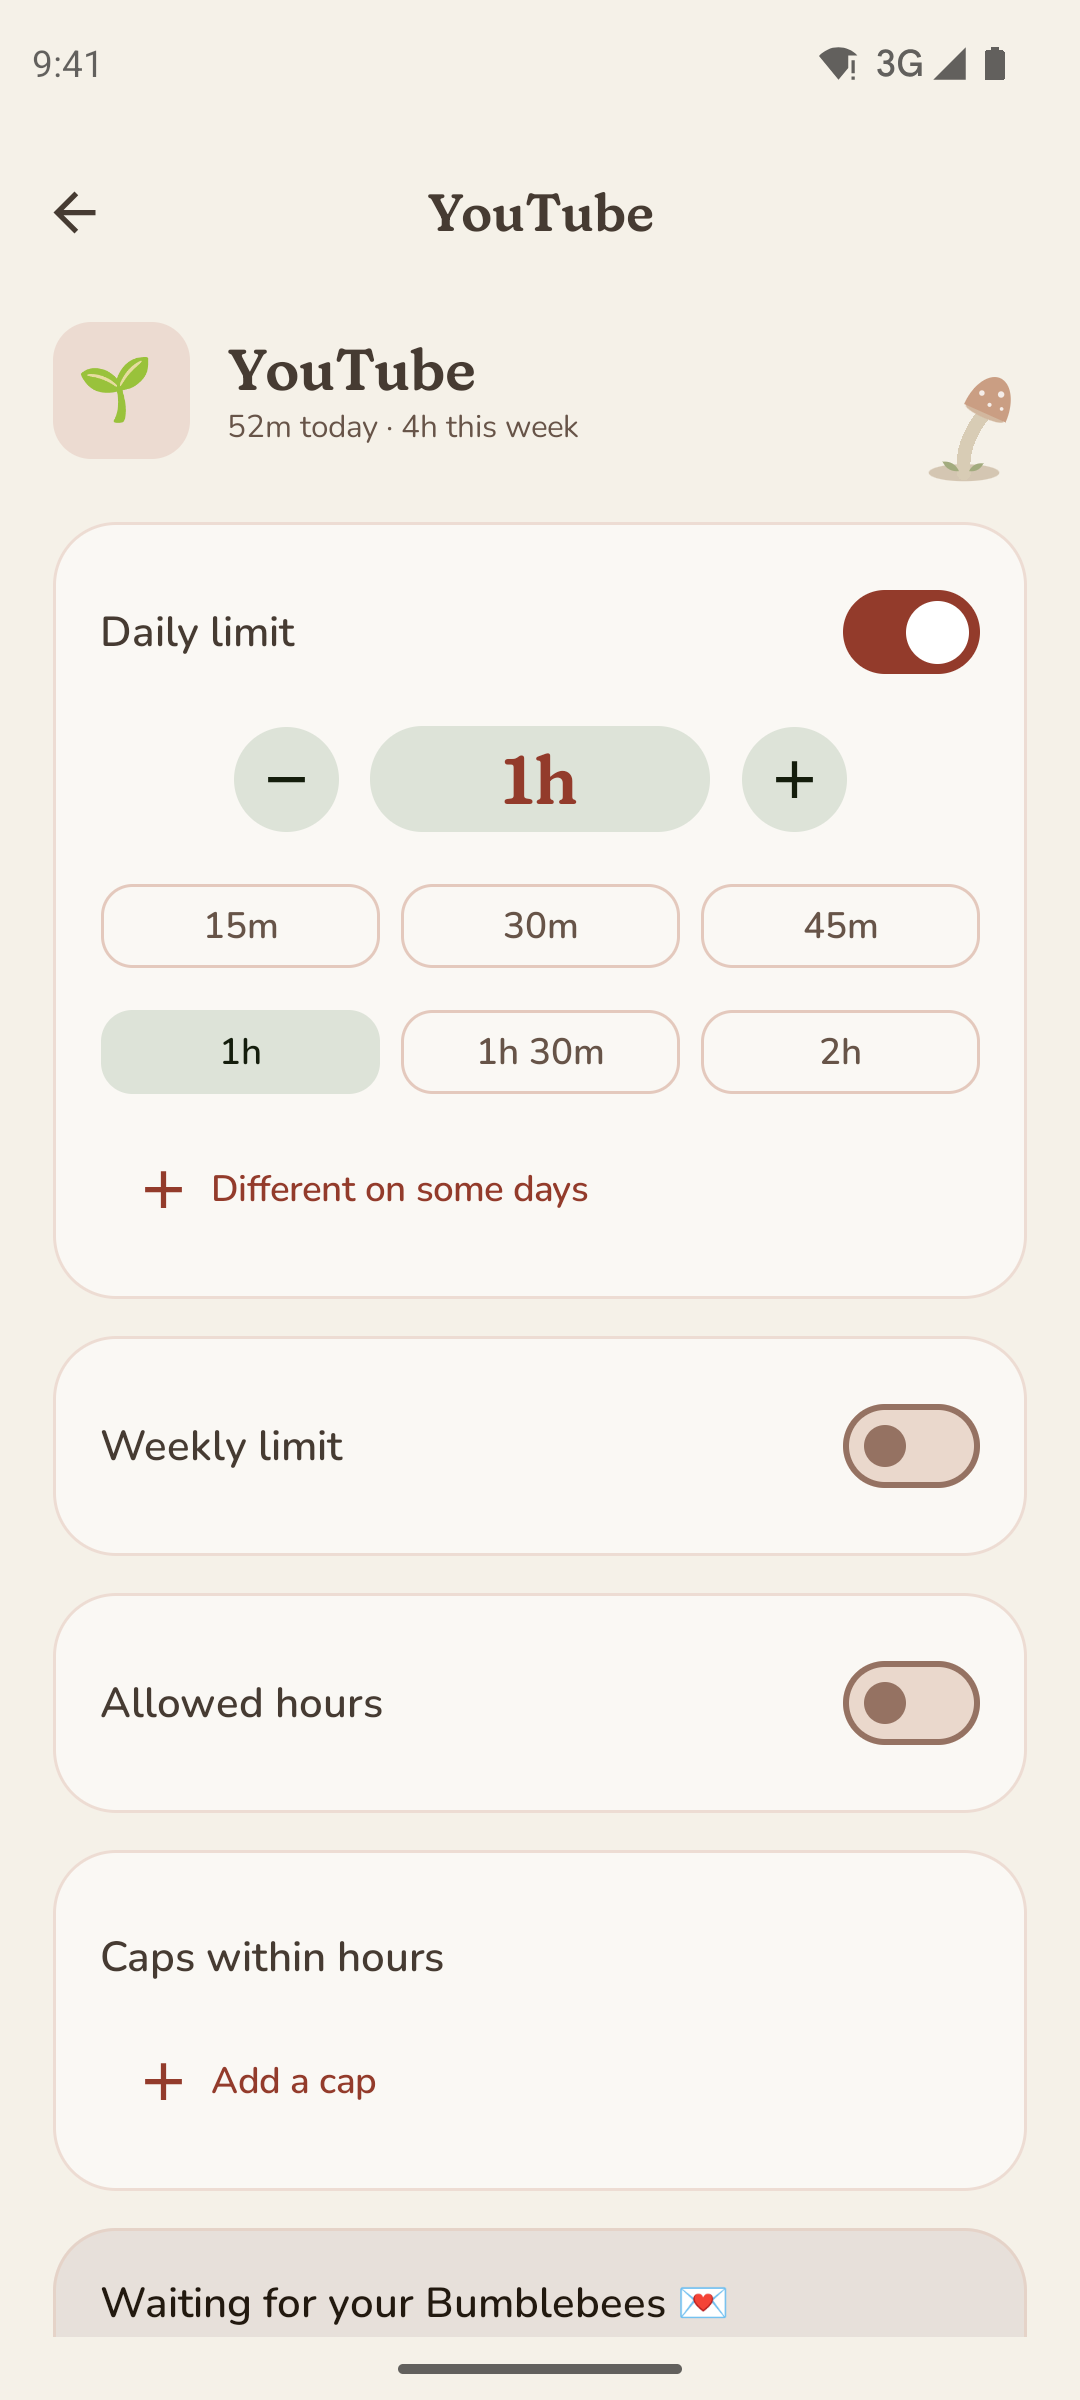 9:41
3G
YouTube
YouTube
52m today · 4h this week
Daily limit
1h
15m
30m
45m
1h
1h 30m
2h
Different on some days
Weekly limit
Allowed hours
Caps within hours
Add a cap
Waiting for your Bumblebees 💌